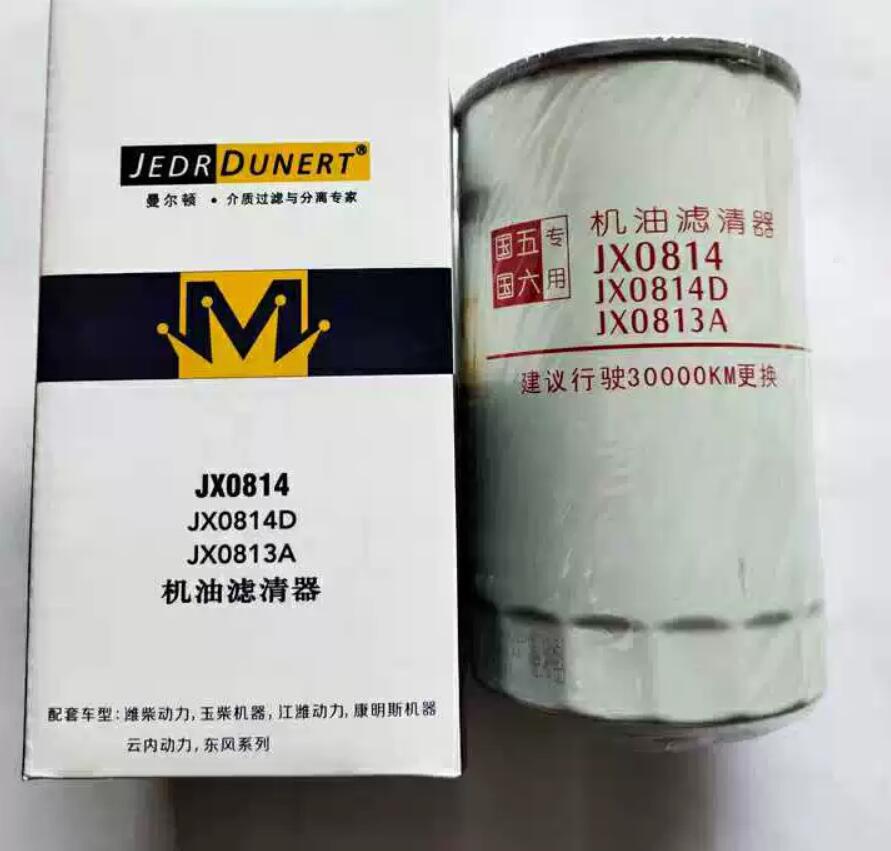 JEDRDUNERT®
曼尔顿 • 介质过滤与分离专家
M
JX0814
JX0814D
JX0813A
机油滤清器
配套车型:潍柴动力,玉柴机器,江潍动力,康明斯机器
云内动力,东风系列
国五专
国六用
机油滤清器
JX0814
JX0814D
JX0813A
建议行驶30000KM更换